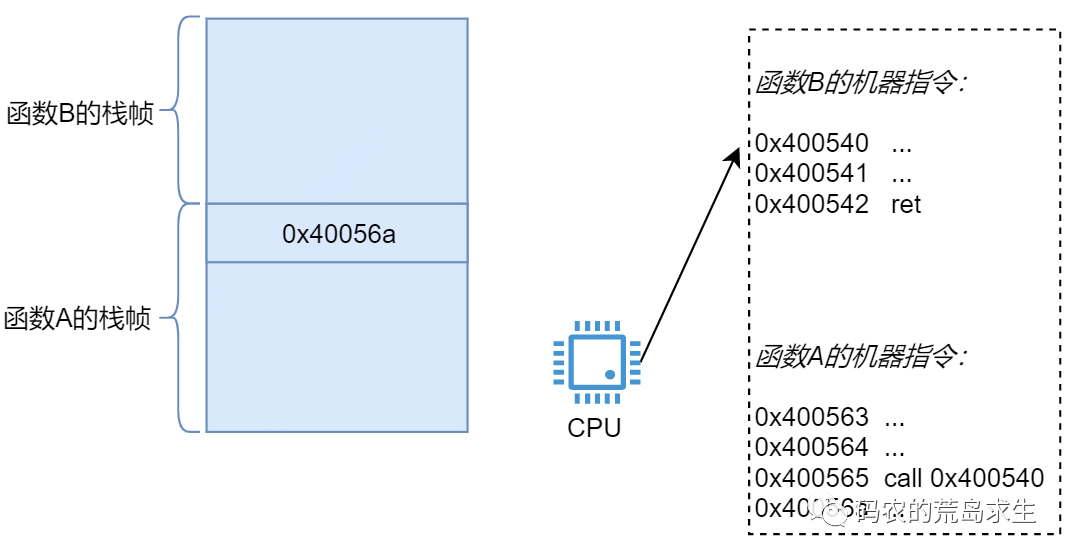 函数B的栈帧
0x40056a
函数A的栈帧
CPU
函数B的机器指令：
0x400540 ...
0x400541 ...
0x400542 ret
函数A的机器指令：
0x400563 ...
0x400564 ...
0x400565 call 0x400540
0x40056a ...
码农的荒岛求生